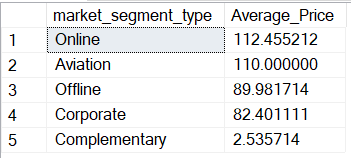 market_segment_type Average_Price
1 Online 112.455212
2 Aviation 110.000000
3 Offline 89.981714
4 Corporate 82.401111
5 Complementary 2.535714